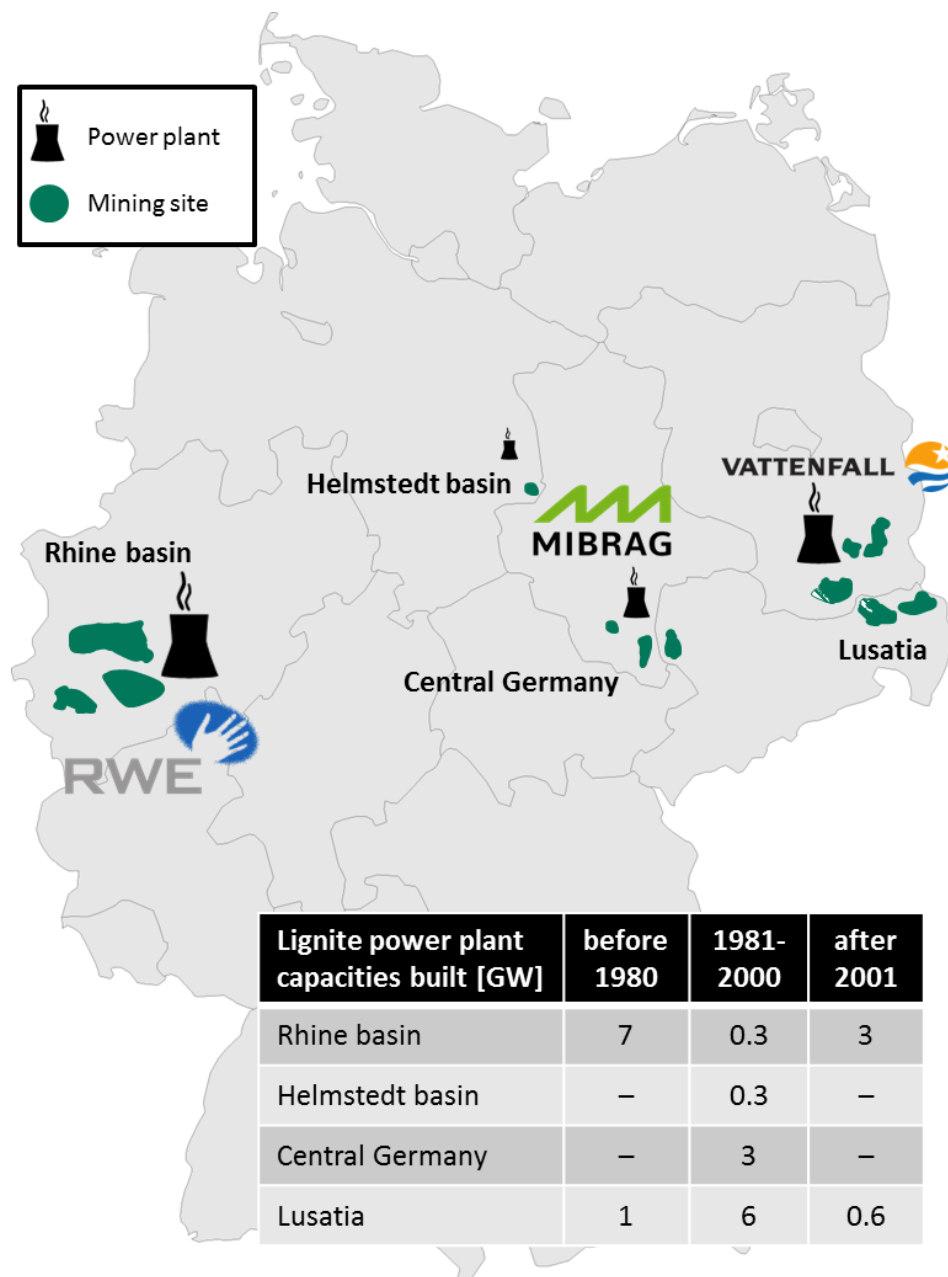 Power plant
Mining site
VATTENFALL
Helmstedt basin
MIBRAG
Rhine basin
Lusatia
Central Germany
RWE
Lignite power plant capacities built [GW] before 1980 1981-2000 after 2001
Rhine basin 7 0.3 3
Helmstedt basin – 0.3 –
Central Germany – 3 –
Lusatia 1 6 0.6